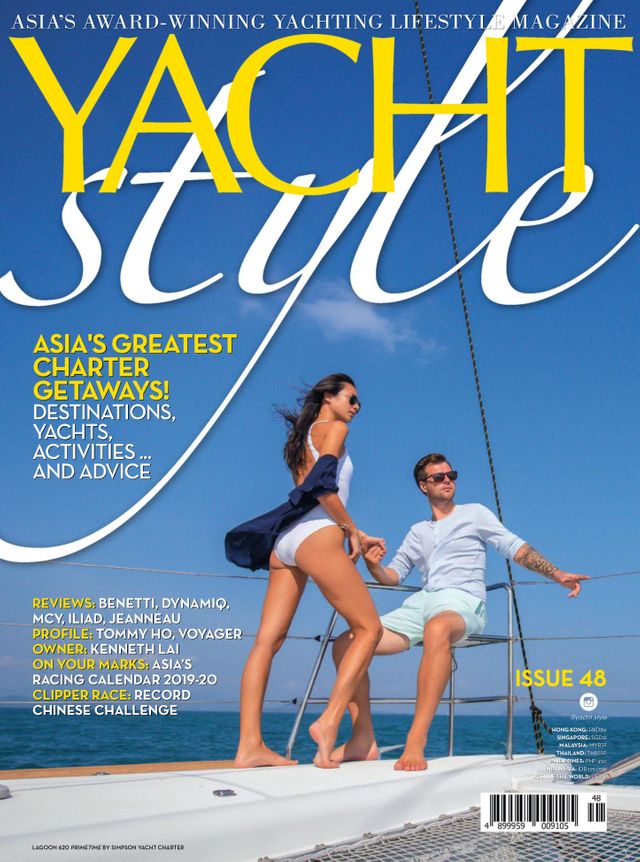 ASIA'S AWARD-WINNING YACHTING LIFESTYLE MAGAZINE
YACHT
style
ASIA'S GREATEST
CHARTER
GETAWAYS!
DESTINATIONS,
YACHTS,
ACTIVITIES ...
AND ADVICE
REVIEWS: BENETTI, DYNAMIQ,
MCY, ILIAD, JEANNEAU
PROFILE: TOMMY HO, VOYAGER
OWNER: KENNETH LAI
ON YOUR MARKS: ASIA'S
RACING CALENDAR 2019-20
CLIPPER RACE: RECORD
CHINESE CHALLENGE
ISSUE 48
@yacht.style
HONG KONG:
SINGAPORE:
MALAYSIA:
THAILAND:
PHILIPPINES:
INDONESIA:
48
4 899959 009105
LAGOON 620 PRIMETIME BY SIMPSON YACHT CHARTER